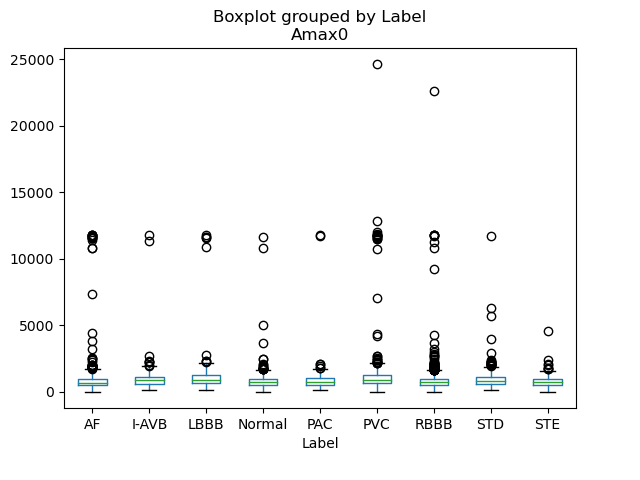 Boxplot grouped by Label
Amax0
25000
20000
15000
10000
5000
0
AF I-AVB LBBB Normal PAC PVC RBBB STD STE
Label